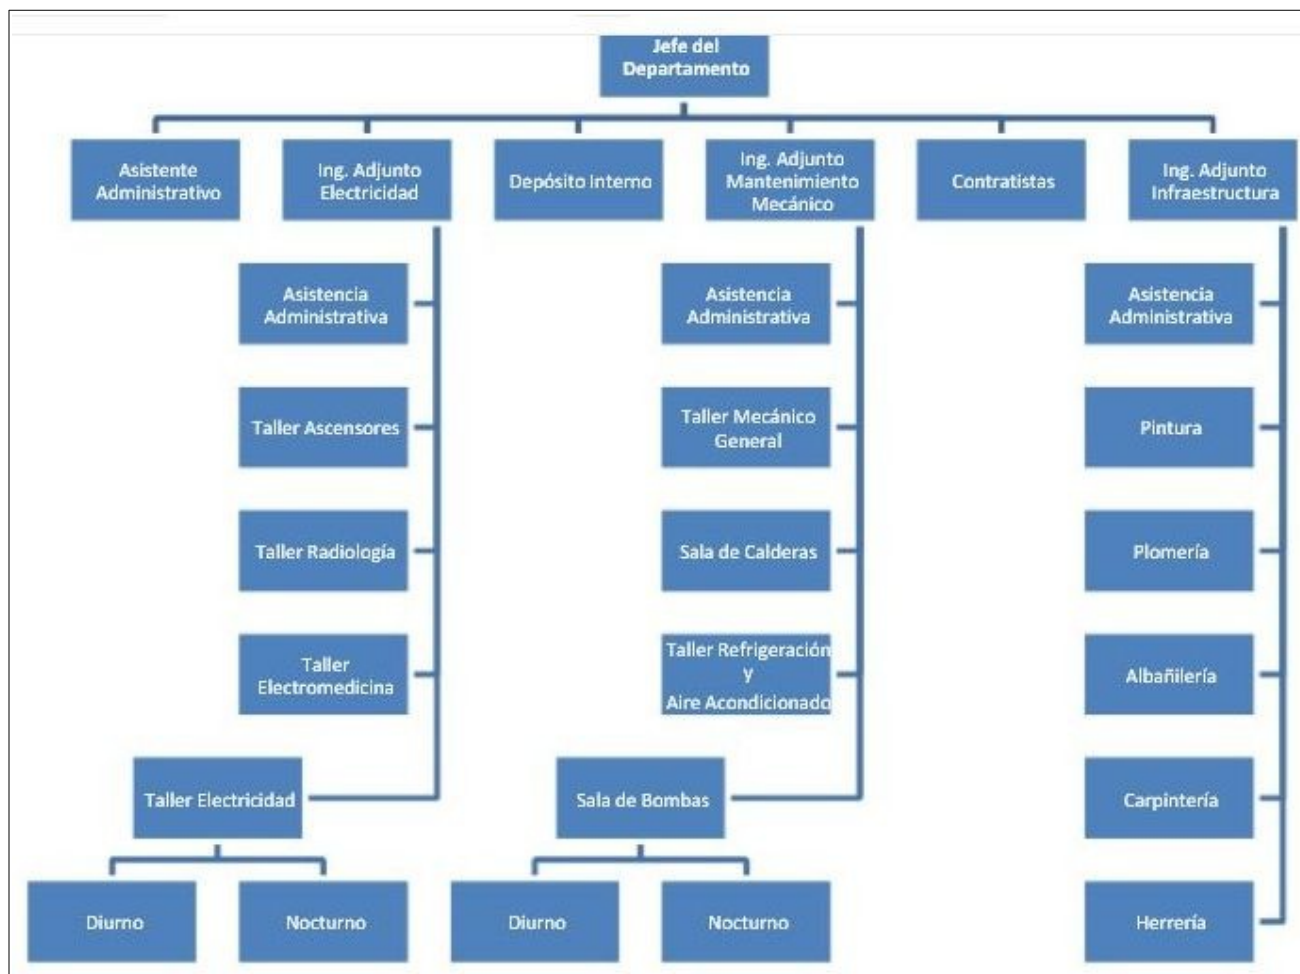 Jefe del
Departamento
Asistente
Administrativo
Ing. Adjunto
Electricidad
Depósito Interno
Ing. Adjunto
Mantenimiento
Mecánico
Contratistas
Ing. Adjunto
Infraestructura
Asistencia
Administrativa
Asistencia
Administrativa
Asistencia
Administrativa
Taller Ascensores
Taller Mecánico
General
Pintura
Taller Radiología
Sala de Calderas
Plomería
Taller
Electromedicina
Taller Refrigeración
y
Aire Acondicionado
Albañilería
Taller Electricidad
Sala de Bombas
Carpintería
Diurno
Nocturno
Diurno
Nocturno
Herrería